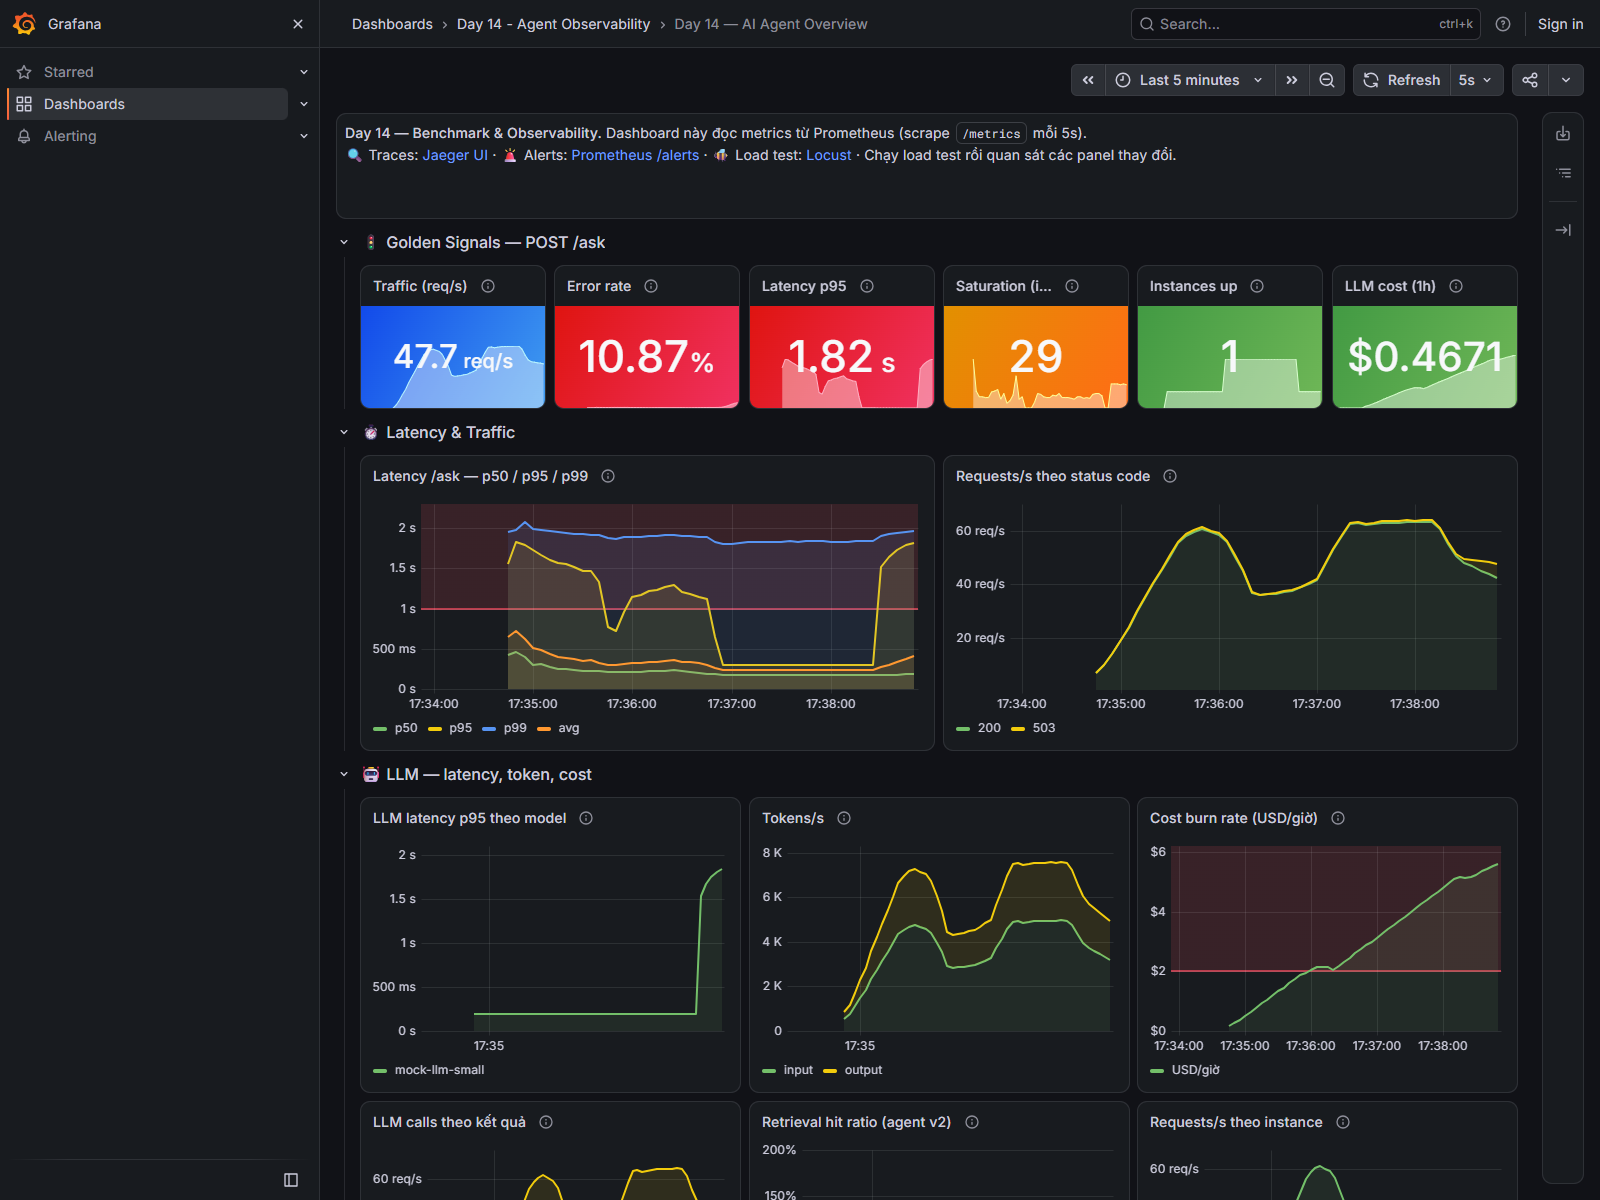 Grafana
Dashboards › Day 14 - Agent Observability › Day 14 — AI Agent Overview
Search...
ctrl+k
Sign in
Starred
Dashboards
Alerting
Last 5 minutes
Refresh
5s
Day 14 — Benchmark & Observability. Dashboard này đọc metrics từ Prometheus (scrape /metrics mỗi 5s).
Traces: Jaeger UI · Alerts: Prometheus /alerts · Load test: Locust · Chạy load test rồi quan sát các panel thay đổi.
Golden Signals — POST /ask
Traffic (req/s)
47.7 req/s
Error rate
10.87%
Latency p95
1.82 s
Saturation (i...
29
Instances up
1
LLM cost (1h)
$0.4671
Latency & Traffic
Latency /ask — p50 / p95 / p99
2 s
1.5 s
1 s
500 ms
0 s
17:34:00 17:35:00 17:36:00 17:37:00 17:38:00
p50 p95 p99 avg
Requests/s theo status code
60 req/s
40 req/s
20 req/s
17:34:00 17:35:00 17:36:00 17:37:00 17:38:00
200 503
LLM — latency, token, cost
LLM latency p95 theo model
2 s
1.5 s
1 s
500 ms
0 s
17:35
mock-llm-small
Tokens/s
8 K
6 K
4 K
2 K
0
17:35
input output
Cost burn rate (USD/giờ)
$6
$4
$2
$0
17:34:00 17:35:00 17:36:00 17:37:00 17:38:00
USD/giờ
LLM calls theo kết quả
60 req/s
Retrieval hit ratio (agent v2)
200%
150%
Requests/s theo instance
60 req/s